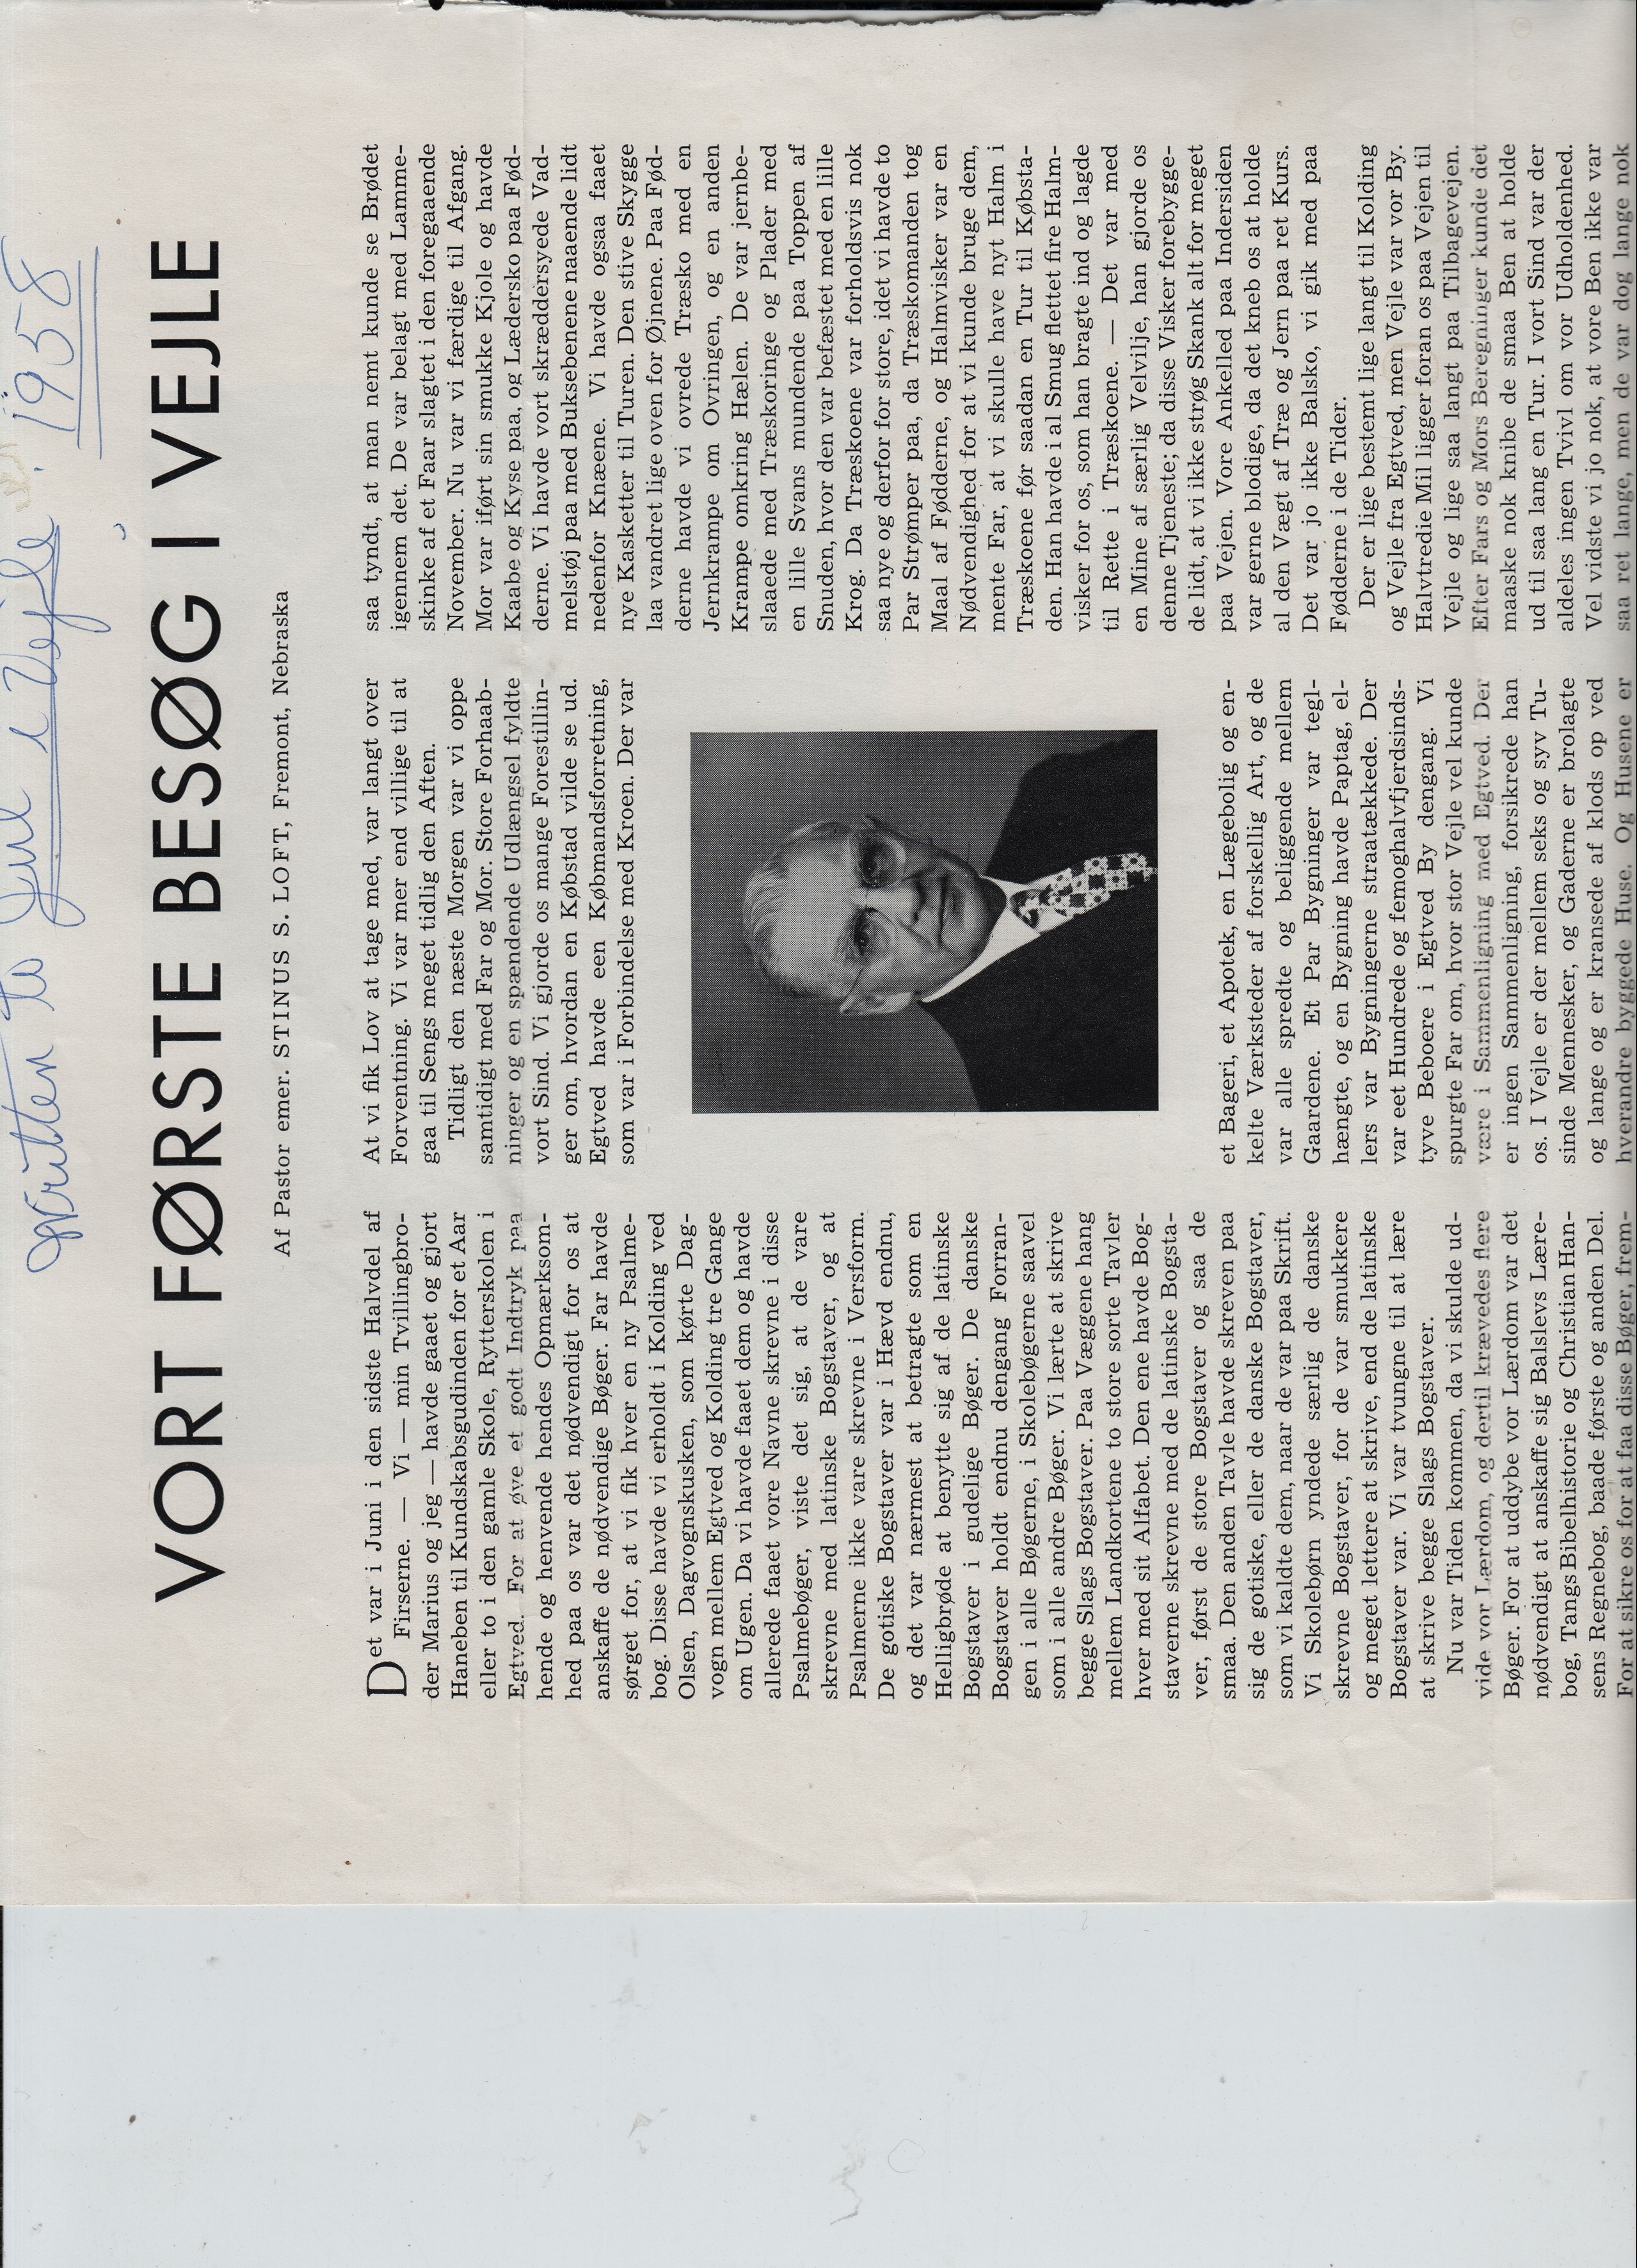 Written to Jul i Vejle. 1958
VORT FØRSTE BESØG I VEJLE
Af Pastor emer. STINUS S. LOFT, Fremont, Nebraska
Det var i Juni i den sidste Halvdel af
Firserne. — Vi — min Tvillingbro-
der Marius og jeg — havde gaaet og gjort
Haneben til Kundskabsgudinden for et Aar
eller to i den gamle Skole, Rytterskolen i
Egtved. For at øve et godt Indtryk paa
hende og henvende hendes Opmærksom-
hed paa os var det nødvendigt for os at
anskaffe de nødvendige Bøger. Far havde
sørget for, at vi fik hver en ny Psalme-
bog. Disse havde vi erholdt i Kolding ved
Olsen, Dagvognskusken, som kørte Dag-
vogn mellem Egtved og Kolding tre Gange
om Ugen. Da vi havde faaet dem og havde
allerede faaet vore Navne skrevne i disse
Psalmebøger, viste det sig, at de vare
skrevne med latinske Bogstaver, og at
Psalmerne ikke vare skrevne i Versform.
De gotiske Bogstaver var i Hævd endnu,
og det var nærmest at betragte som en
Helligbrøde at benytte sig af de latinske
Bogstaver i gudelige Bøger. De danske
Bogstaver holdt endnu dengang Forran-
gen i alle Bøgerne, i Skolebøgerne saavel
som i alle andre Bøger. Vi lærte at skrive
begge Slags Bogstaver. Paa Væggene hang
mellem Landkortene to store sorte Tavler
hver med sit Alfabet. Den ene havde Bog-
staverne skrevne med de latinske Bogsta-
ver, først de store Bogstaver og saa de
smaa. Den anden Tavle havde skreven paa
sig de gotiske, eller de danske Bogstaver,
som vi kaldte dem, naar de var paa Skrift.
Vi Skolebørn yndede særlig de danske
skrevne Bogstaver, for de var smukkere
og meget lettere at skrive, end de latinske
Bogstaver var. Vi var tvungne til at lære
at skrive begge Slags Bogstaver.
Nu var Tiden kommen, da vi skulde ud-
vide vor Lærdom, og dertil krævedes flere
Bøger. For at uddybe vor Lærdom var det
nødvendigt at anskaffe sig Balslevs Lære-
bog, Tangs Bibelhistorie og Christian Han-
sens Regnebog, baade første og anden Del.
For at sikre os for at faa disse Bøger, frem-
At vi fik Lov at tage med, var langt over
Forventning. Vi var mer end villige til at
gaa til Sengs meget tidlig den Aften.
Tidligt den næste Morgen var vi oppe
samtidigt med Far og Mor. Store Forhaab-
ninger og en spændende Udlængsel fyldte
vort Sind. Vi gjorde os mange Forestillin-
ger om, hvordan en Købstad vilde se ud.
Egtved havde een Købmandsforretning,
som var i Forbindelse med Kroen. Der var
et Bageri, et Apotek, en Lægebolig og en-
kelte Værksteder af forskellig Art, og de
var alle spredte og beliggende mellem
Gaardene. Et Par Bygninger var tegl-
hængte, og en Bygning havde Paptag, el-
lers var Bygningerne straatækkede. Der
var eet Hundrede og femoghalvfjerdsinds-
tyve Beboere i Egtved By dengang. Vi
spurgte Far om, hvor stor Vejle vel kunde
være i Sammenligning med Egtved. Der
er ingen Sammenligning, forsikrede han
os. I Vejle er der mellem seks og syv Tu-
sinde Mennesker, og Gaderne er brolagte
og lange og er kransede af klods op ved
hverandre byggede Huse. Og Husene er
saa tyndt, at man nemt kunde se Brødet
igennem det. De var belagt med Lamme-
skinke af et Faar slagtet i den foregaaende
November. Nu var vi færdige til Afgang.
Mor var iført sin smukke Kjole og havde
Kaabe og Kyse paa, og Lædersko paa Fød-
derne. Vi havde vort skræddersyede Vad-
melstøj paa med Buksebenene naaende lidt
nedenfor Knæene. Vi havde ogsaa faaet
nye Kasketter til Turen. Den stive Skygge
laa vandret lige oven for Øjnene. Paa Fød-
derne havde vi ovrede Træsko med en
Jernkrampe om Ovringen, og en anden
Krampe omkring Hælen. De var jernbe-
slaaede med Træskoringe og Plader med
en lille Svans mundende paa Toppen af
Snuden, hvor den var befæstet med en lille
Krog. Da Træskoene var forholdsvis nok
saa nye og derfor for store, idet vi havde to
Par Strømper paa, da Træskomanden tog
Maal af Fødderne, og Halmvisker var en
Nødvendighed for at vi kunde bruge dem,
mente Far, at vi skulle have nyt Halm i
Træskoene før saadan en Tur til Købsta-
den. Han havde i al Smug flettet fire Halm-
visker for os, som han bragte ind og lagde
til Rette i Træskoene. — Det var med
en Mine af særlig Velvilje, han gjorde os
denne Tjeneste; da disse Visker forebygge-
de lidt, at vi ikke strøg Skank alt for meget
paa Vejen. Vore Ankelled paa Indersiden
var gerne blodige, da det kneb os at holde
al den Vægt af Træ og Jern paa ret Kurs.
Det var jo ikke Balsko, vi gik med paa
Fødderne i de Tider.
Der er lige bestemt lige langt til Kolding
og Vejle fra Egtved, men Vejle var vor By.
Halvtredie Mil ligger foran os paa Vejen til
Vejle og lige saa langt paa Tilbagevejen.
Efter Fars og Mors Beregninger kunde det
maaske nok knibe de smaa Ben at holde
ud til saa lang en Tur. I vort Sind var der
aldeles ingen Tvivl om vor Udholdenhed.
Vel vidste vi jo nok, at vore Ben ikke var
saa ret lange, men de var dog lange nok